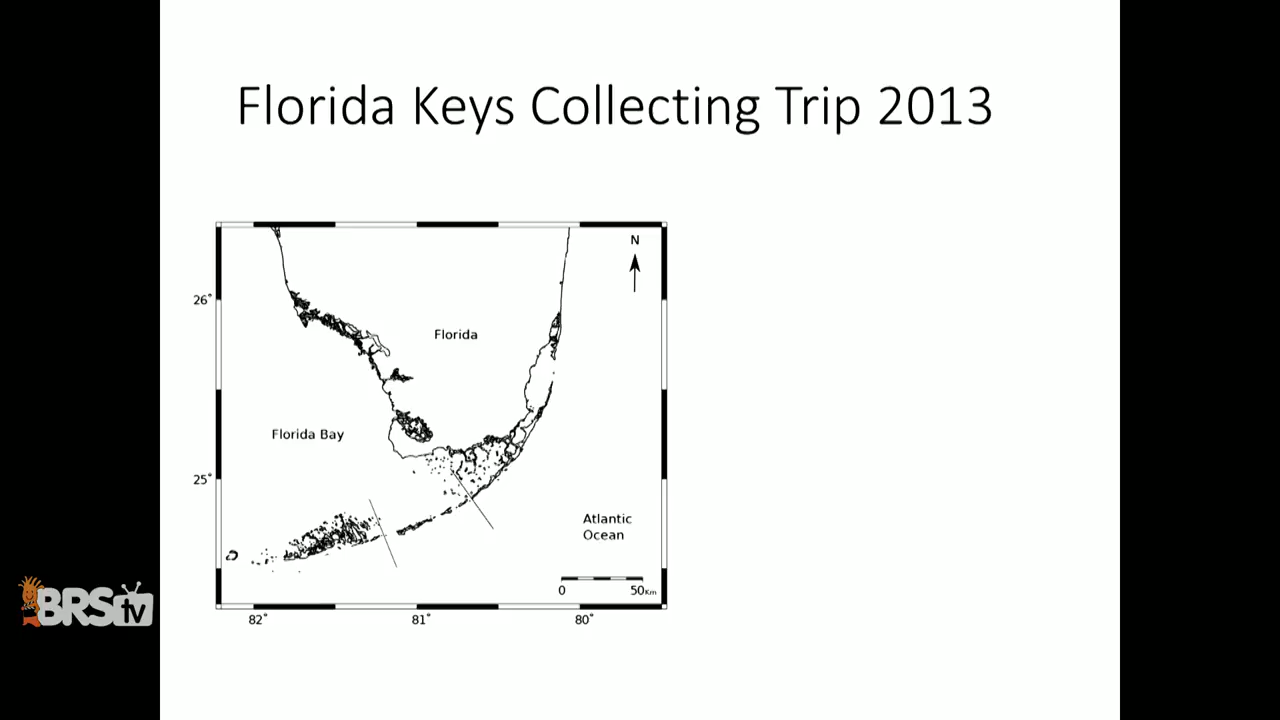 Florida Keys Collecting Trip 2013
N
26°
Florida
Florida Bay
25°
Atlantic
Ocean
0 50Km
82° 81° 80°
BRStv